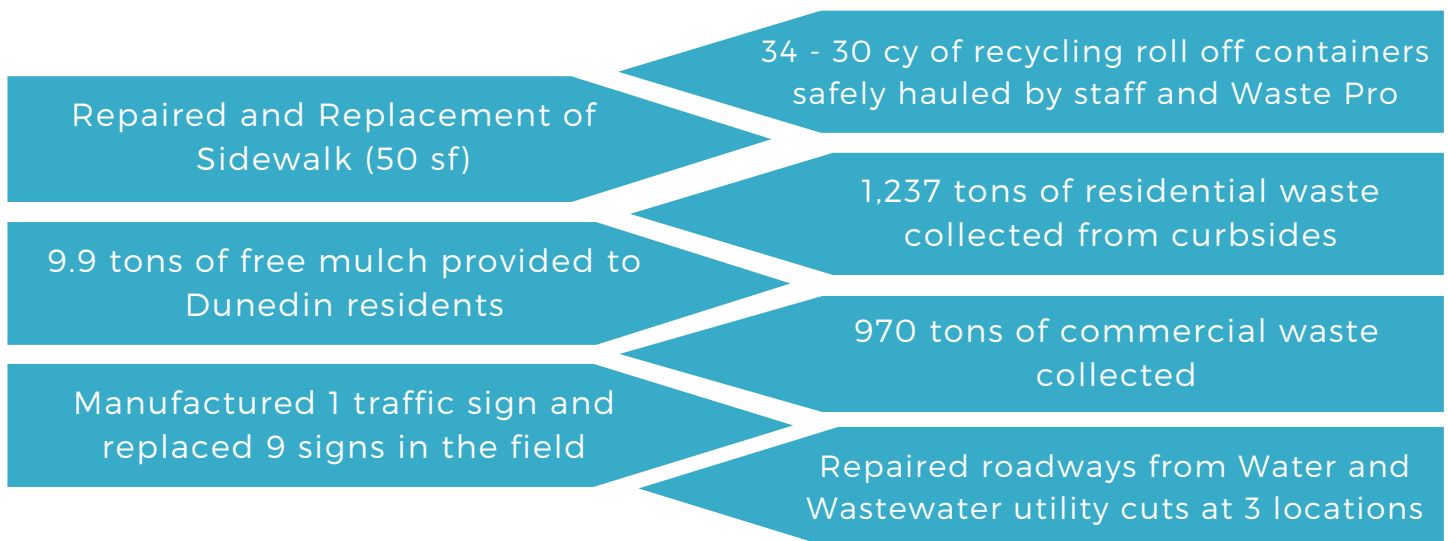 34 - 30 cy of recycling roll off containers
safely hauled by staff and Waste Pro
Repaired and Replacement of
Sidewalk (50 sf)
1,237 tons of residential waste
collected from curbsides
9.9 tons of free mulch provided to
Dunedin residents
970 tons of commercial waste
collected
Manufactured 1 traffic sign and
replaced 9 signs in the field
Repaired roadways from Water and
Wastewater utility cuts at 3 locations